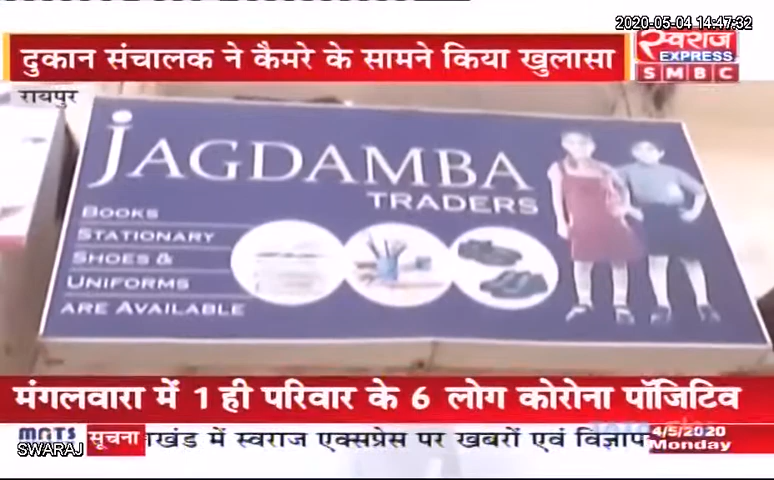 2020-05-04 14:47:32
दुकान संचालक ने कैमरे के सामने किया खुलासा
स्वराज
EXPRESS
SMBC
रायपुर
JAGDAMBA
TRADERS
BOOKS
STATIONARY
SHOES &
UNIFORMS
ARE AVAILABLE
मंगलवारा में 1 ही परिवार के 6 लोग कोरोना पॉजिटिव
सूचना
खंड में स्वराज एक्सप्रेस पर खबरों एवं विज्ञाप
4/5/2020
Monday
SWARAJ